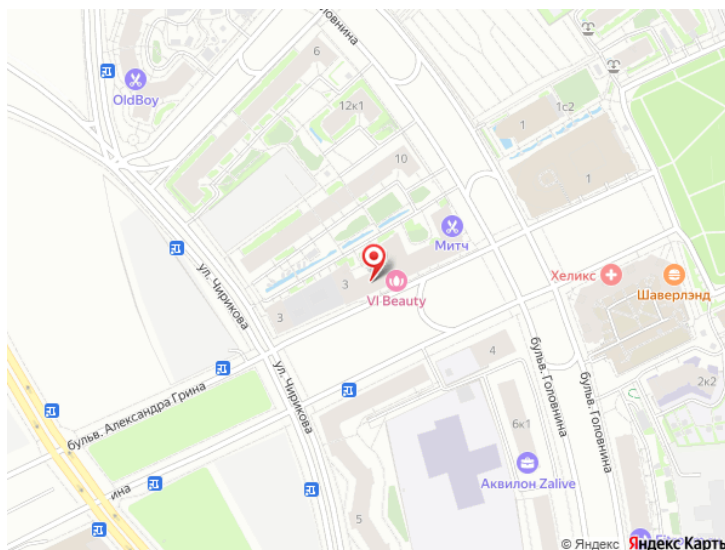 ловнина
6
OldBoy
12к1
1с2
1
10
1
Митч
Хеликс
Шаверлэнд
3
VI Beauty
3
ул. Чирикова
4
2к2
бульв. Головнина
бульв. Головнина
ул. Чирикова
бульв. Александра Грина
6к1
Аквилон Zalive
ина
5
© Яндекс Яндекс Карты